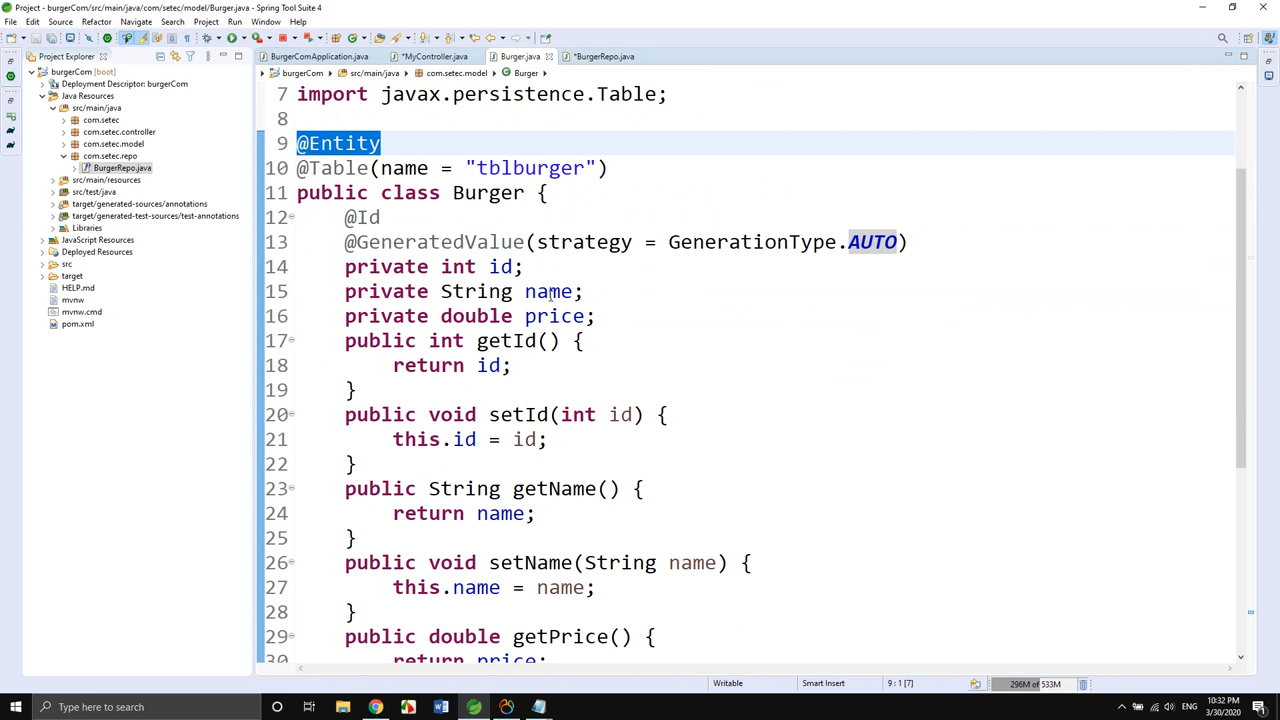 Project - burgerCom/src/main/java/com/setec/model/Burger.java - Spring Tool Suite 4
File Edit Source Refactor Navigate Search Project Run Window Help
Project Explorer
burgerCom [boot]
Deployment Descriptor: burgerCom
Java Resources
src/main/java
com.setec
com.setec.controller
com.setec.model
com.setec.repo
BurgerRepo.java
src/main/resources
src/test/java
target/generated-sources/annotations
target/generated-test-sources/test-annotations
Libraries
JavaScript Resources
Deployed Resources
src
target
HELP.md
mvnw
mvnw.cmd
pom.xml
BurgerComApplication.java *MyController.java Burger.java *BurgerRepo.java
burgerCom src/main/java com.setec.model Burger
7 import javax.persistence.Table;
8
9 @Entity
10 @Table(name = "tblburger")
11 public class Burger {
12 @Id
13 @GeneratedValue(strategy = GenerationType.AUTO)
14 private int id;
15 private String name;
16 private double price;
17 public int getId() {
18 return id;
19 }
20 public void setId(int id) {
21 this.id = id;
22 }
23 public String getName() {
24 return name;
25 }
26 public void setName(String name) {
27 this.name = name;
28 }
29 public double getPrice() {
30 return price;
Writable Smart Insert 9 : 1 [7] 296M of 533M
Type here to search
10:32 PM
3/30/2020